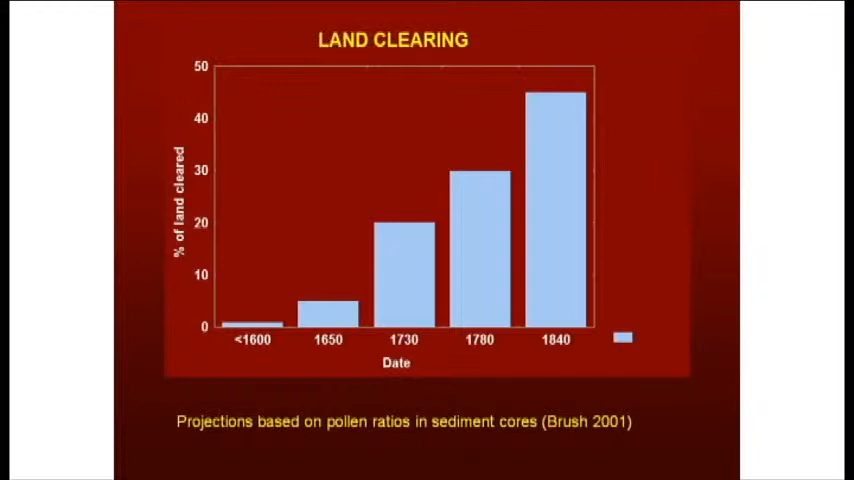 LAND CLEARING
50
40
30
20
10
0
% of land cleared
<1600 1650 1730 1780 1840
Date
Projections based on pollen ratios in sediment cores (Brush 2001)